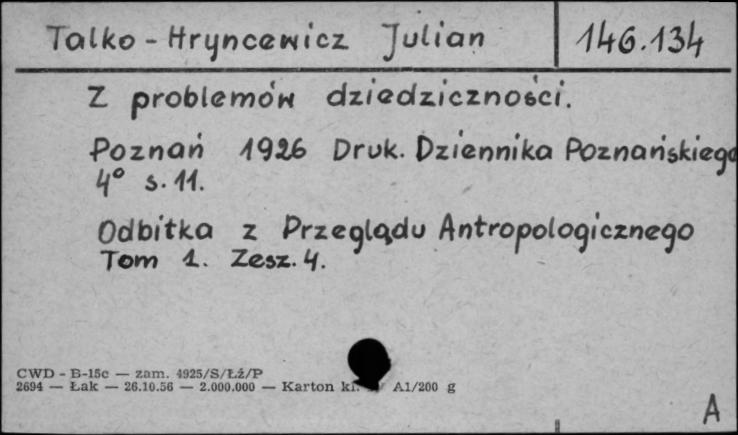 Talko-Hryncewicz Julian 146.134
Z problemów dziedziczności.
Poznań 1926 Druk. Dziennika Poznańskiego
4° s. 11.
Odbitka z Przeglądu Antropologicznego
Tom 1. Zesz. 4.
CWD - B-15c — zam. 4925/S/Łż/P
2694 — Łak — 26.10.56 — 2.000.000 — Karton kl. A1/200 g
A